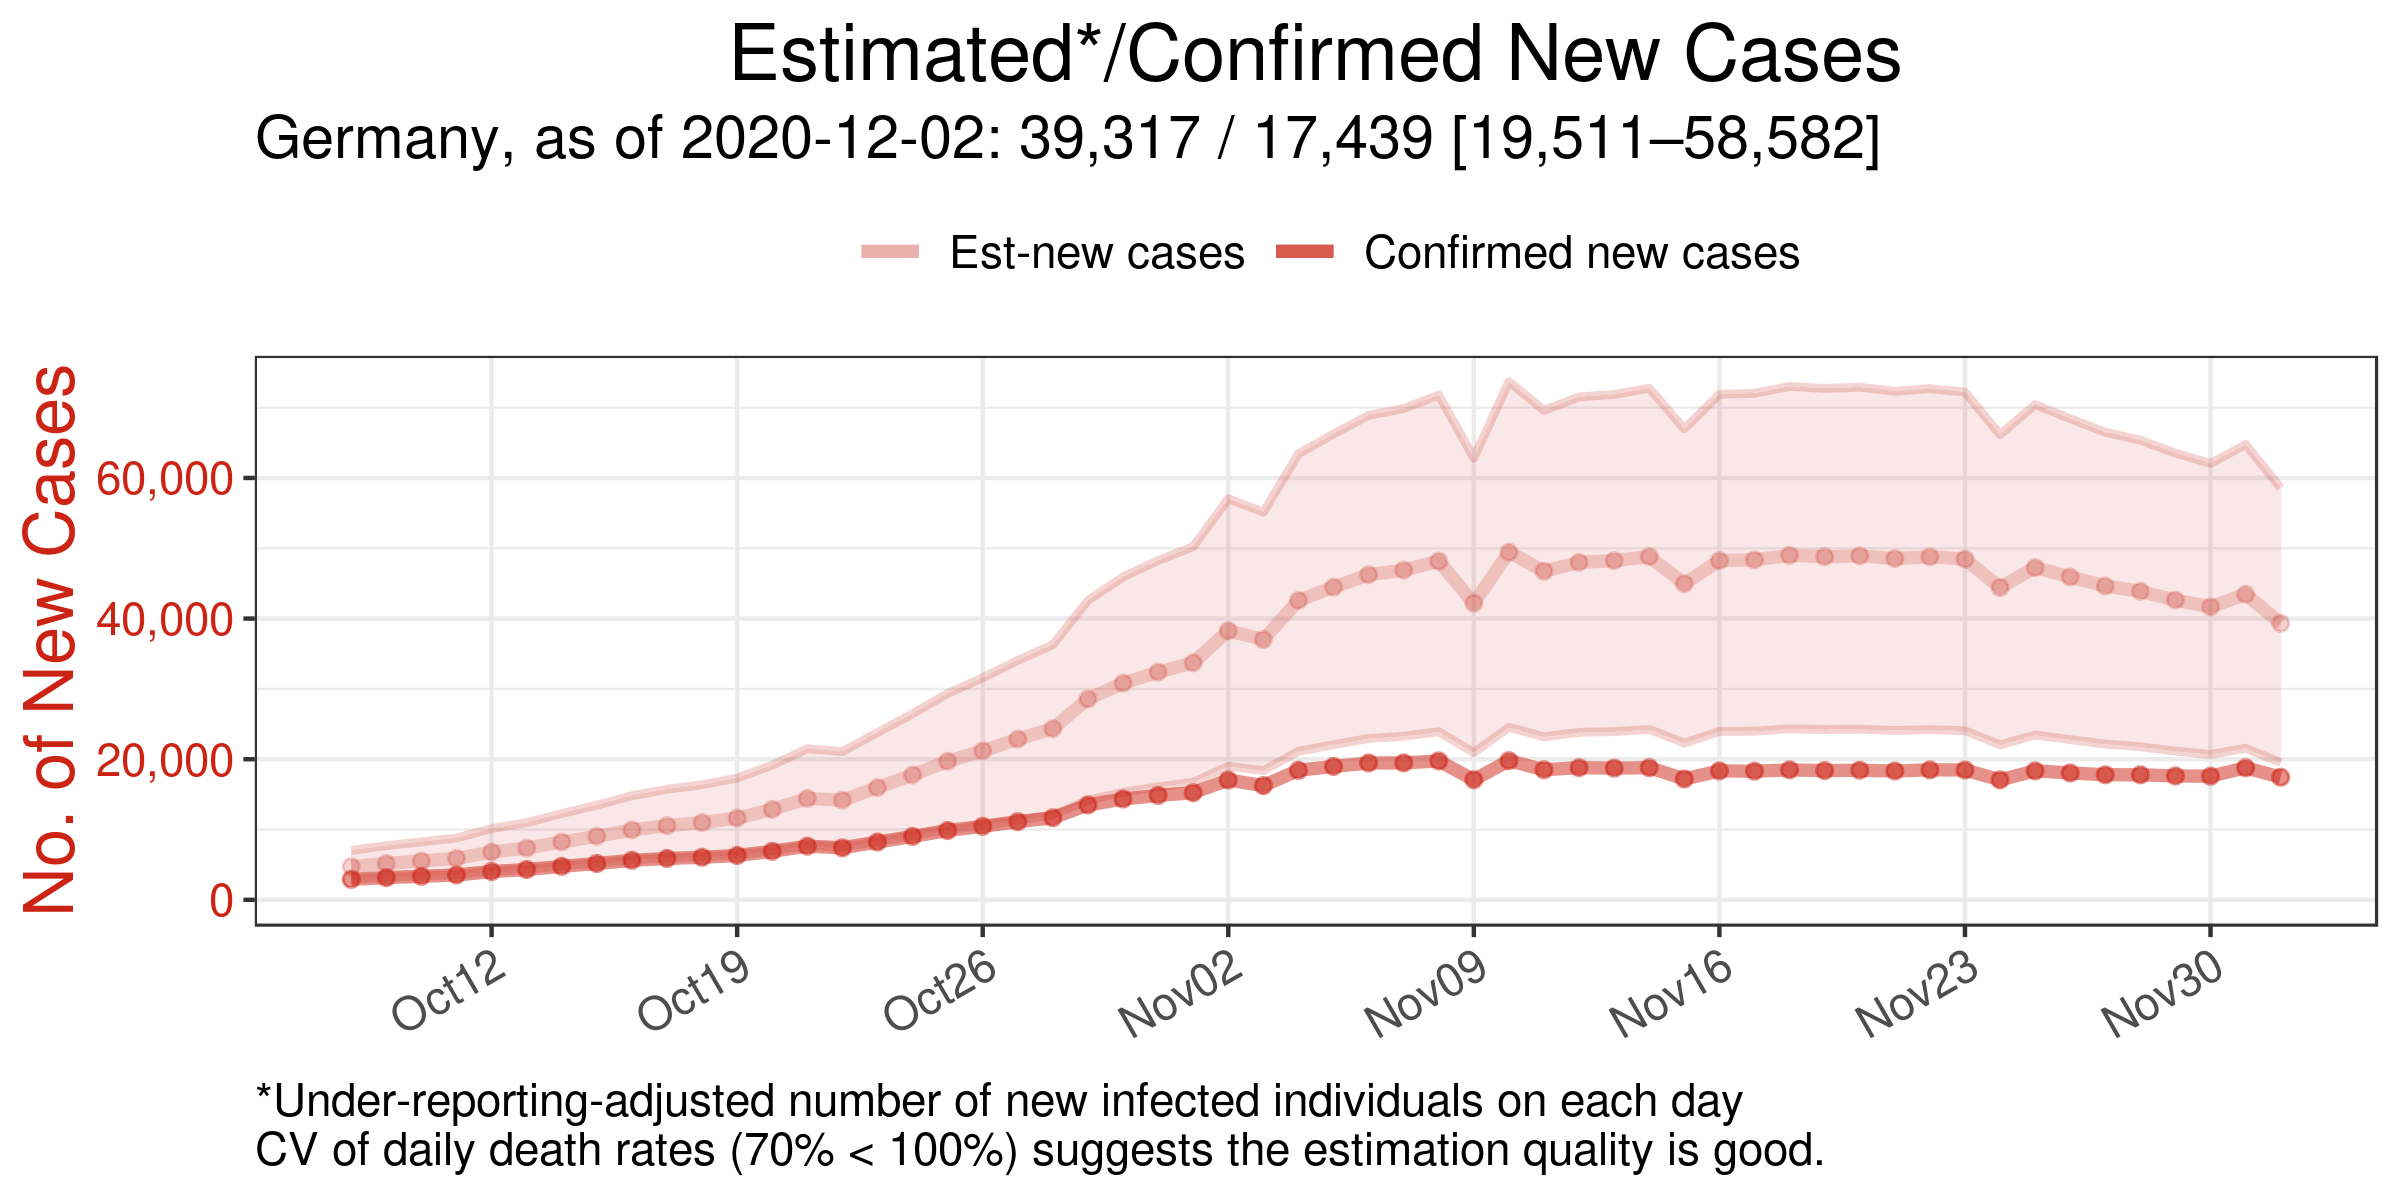 Estimated*/Confirmed New Cases
Germany, as of 2020-12-02: 39,317 / 17,439 [19,511–58,582]
Est-new cases Confirmed new cases
No. of New Cases
60,000
40,000
20,000
0
Oct12 Oct19 Oct26 Nov02 Nov09 Nov16 Nov23 Nov30
*Under-reporting-adjusted number of new infected individuals on each day
CV of daily death rates (70% < 100%) suggests the estimation quality is good.